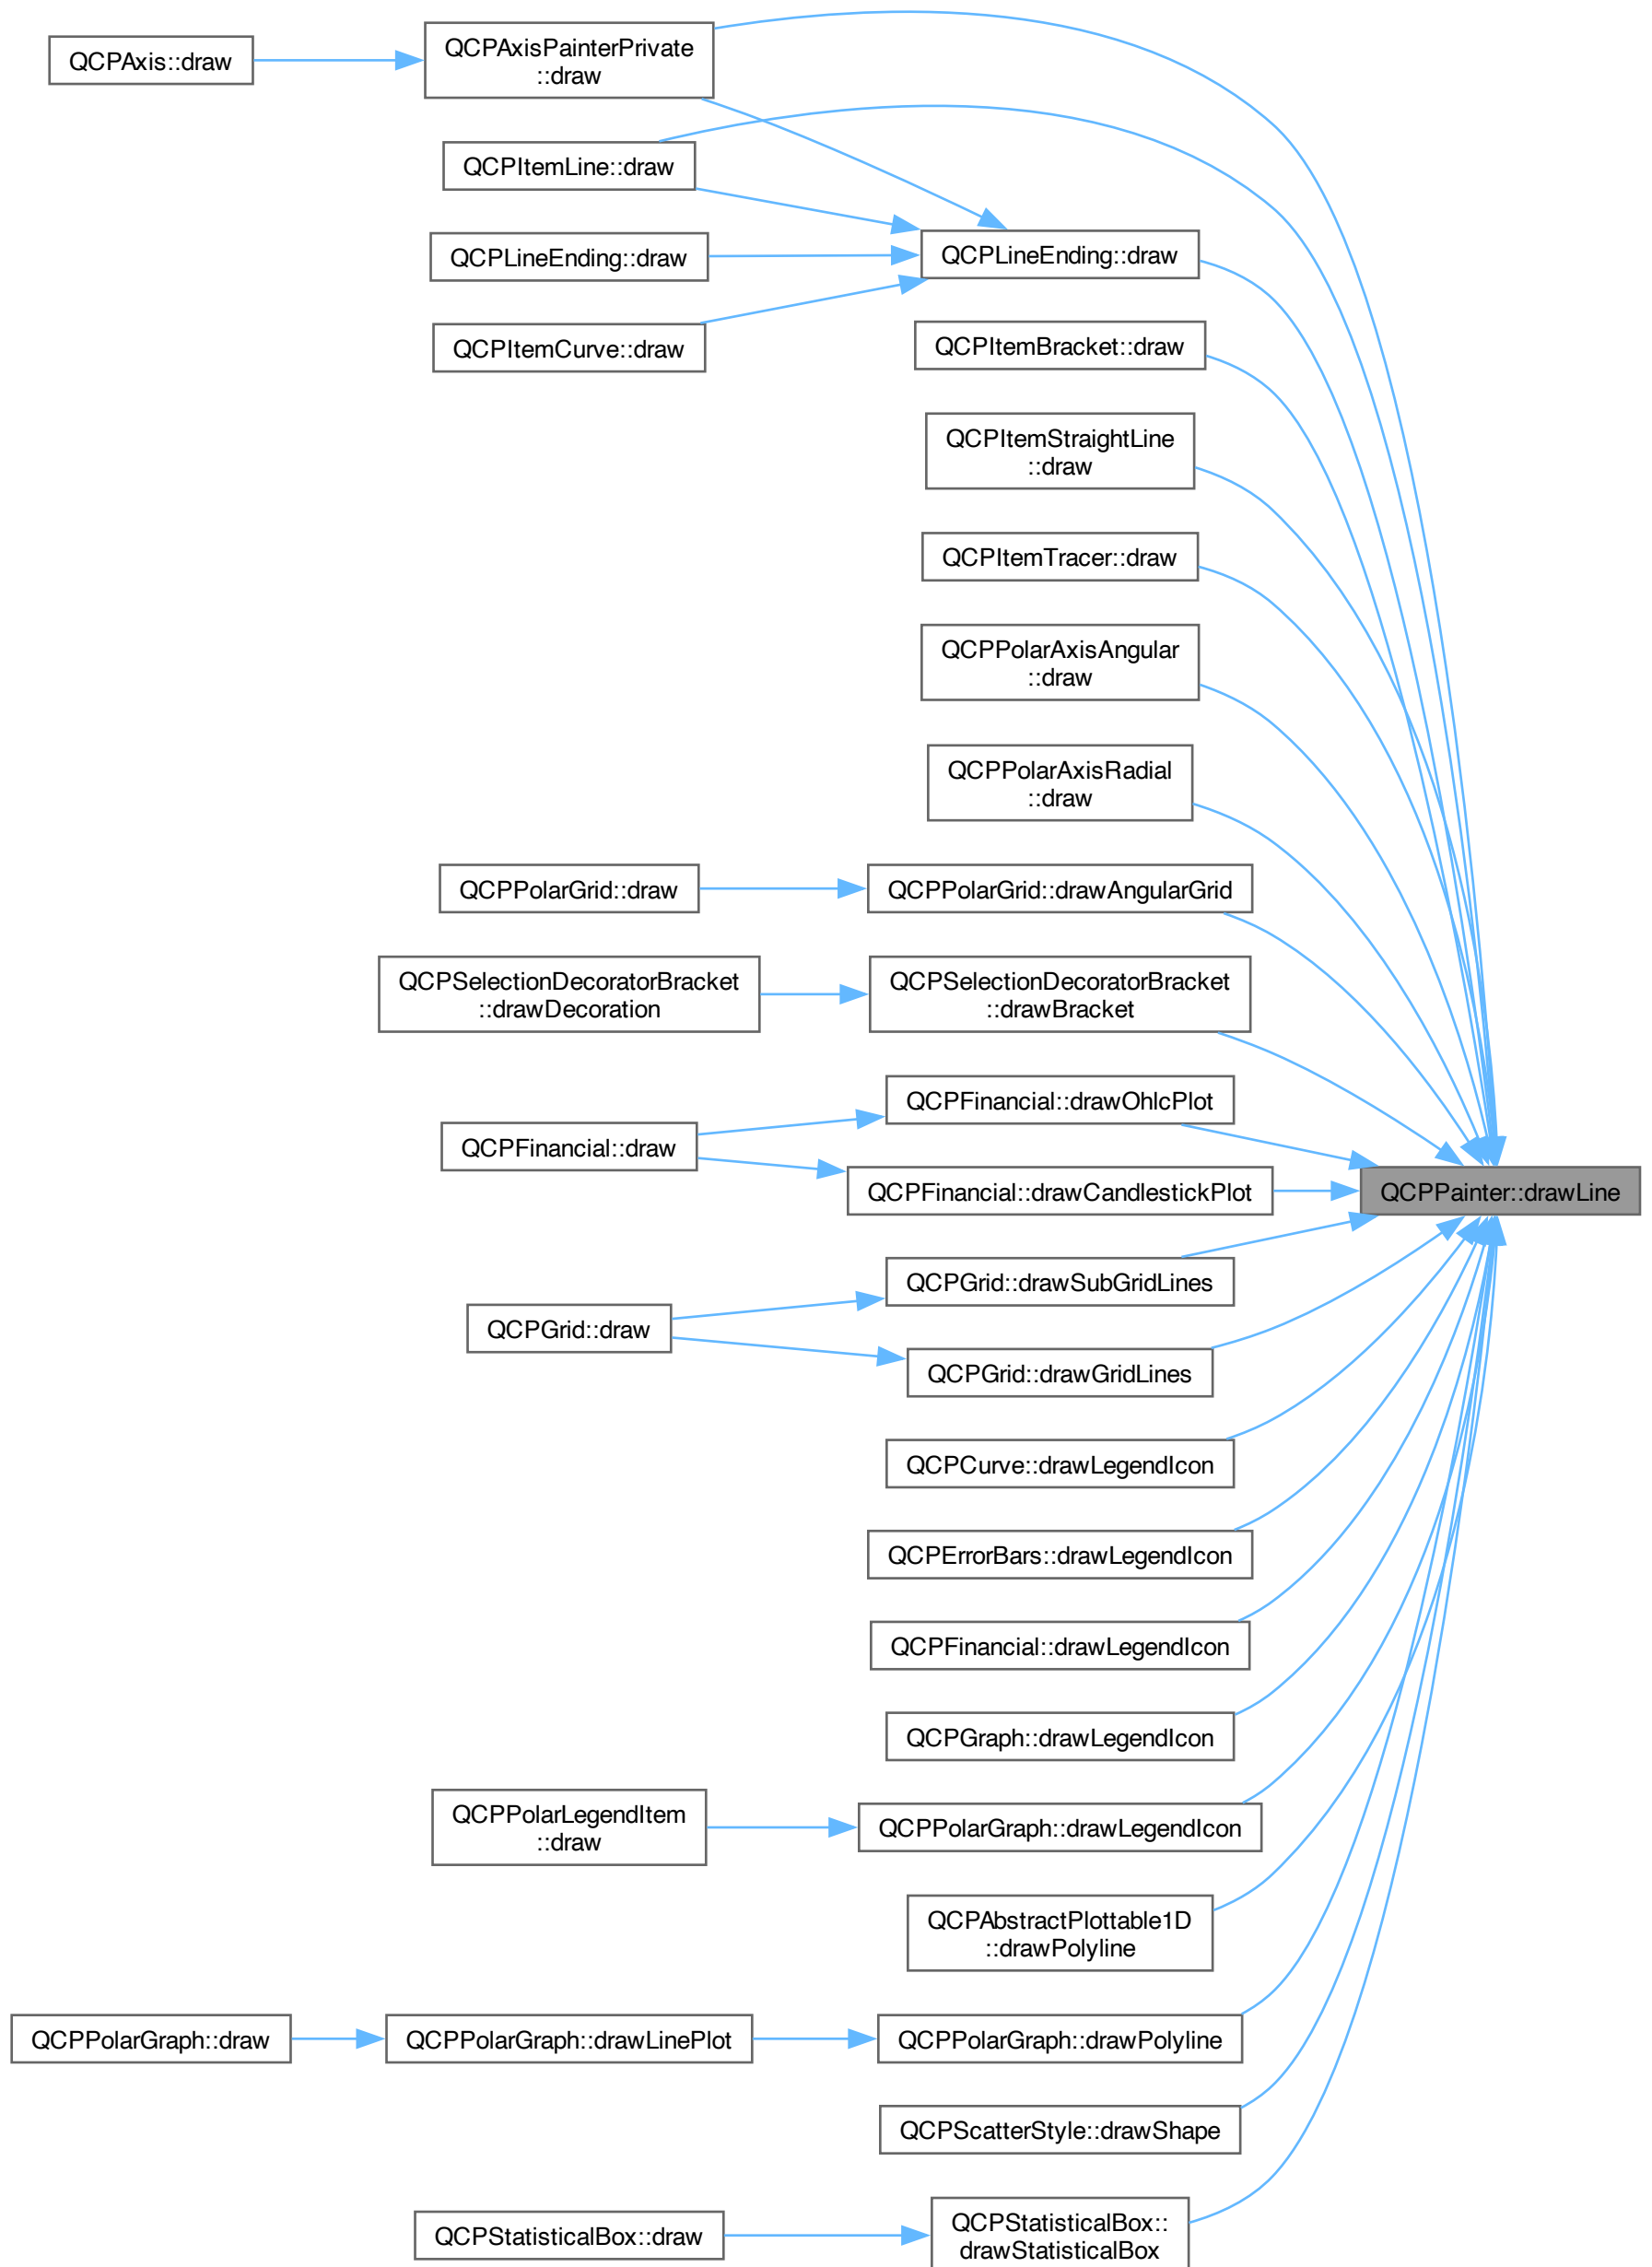 QCPAxis::draw
QCPAxisPainterPrivate
::draw
QCPItemLine::draw
QCPLineEnding::draw
QCPLineEnding::draw
QCPItemCurve::draw
QCPItemBracket::draw
QCPItemStraightLine
::draw
QCPItemTracer::draw
QCPPolarAxisAngular
::draw
QCPPolarAxisRadial
::draw
QCPPolarGrid::draw
QCPPolarGrid::drawAngularGrid
QCPSelectionDecoratorBracket
::drawDecoration
QCPSelectionDecoratorBracket
::drawBracket
QCPFinancial::drawOhlcPlot
QCPFinancial::draw
QCPFinancial::drawCandlestickPlot
QCPPainter::drawLine
QCPGrid::drawSubGridLines
QCPGrid::draw
QCPGrid::drawGridLines
QCPCurve::drawLegendIcon
QCPErrorBars::drawLegendIcon
QCPFinancial::drawLegendIcon
QCPGraph::drawLegendIcon
QCPPolarLegendItem
::draw
QCPPolarGraph::drawLegendIcon
QCPAbstractPlottable1D
::drawPolyline
QCPPolarGraph::draw
QCPPolarGraph::drawLinePlot
QCPPolarGraph::drawPolyline
QCPScatterStyle::drawShape
QCPStatisticalBox::draw
QCPStatisticalBox::
drawStatisticalBox